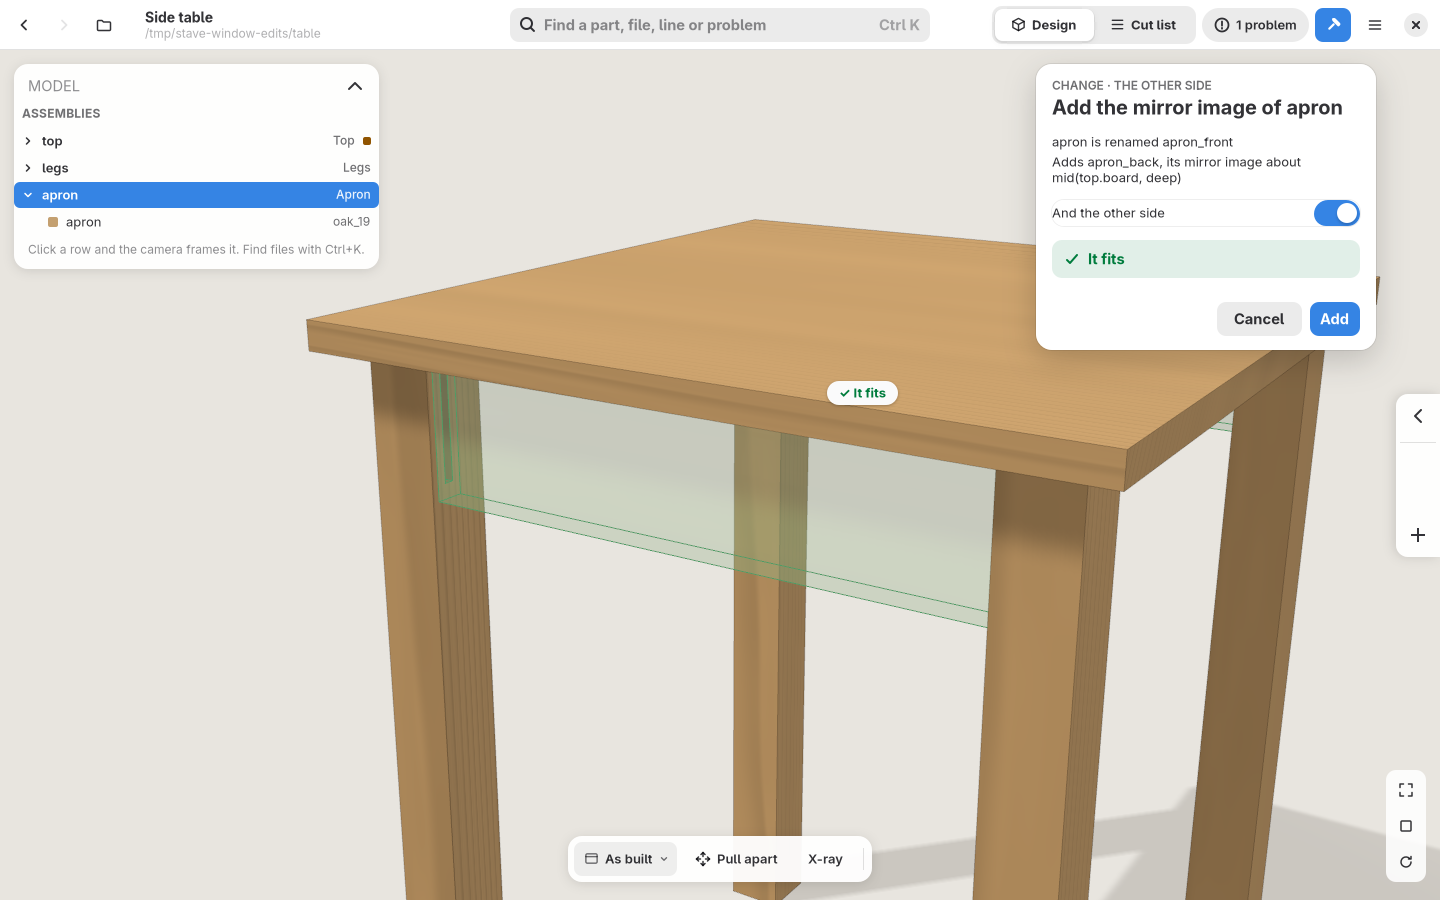 Side table
/tmp/stave-window-edits/table
Find a part, file, line or problem
Ctrl K
Design
Cut list
1 problem
MODEL
ASSEMBLIES
top
Top
legs
Legs
apron
Apron
apron
oak_19
Click a row and the camera frames it. Find files with Ctrl+K.
CHANGE · THE OTHER SIDE
Add the mirror image of apron
apron is renamed apron_front
Adds apron_back, its mirror image about
mid(top.board, deep)
And the other side
It fits
Cancel
Add
It fits
As built
Pull apart
X-ray